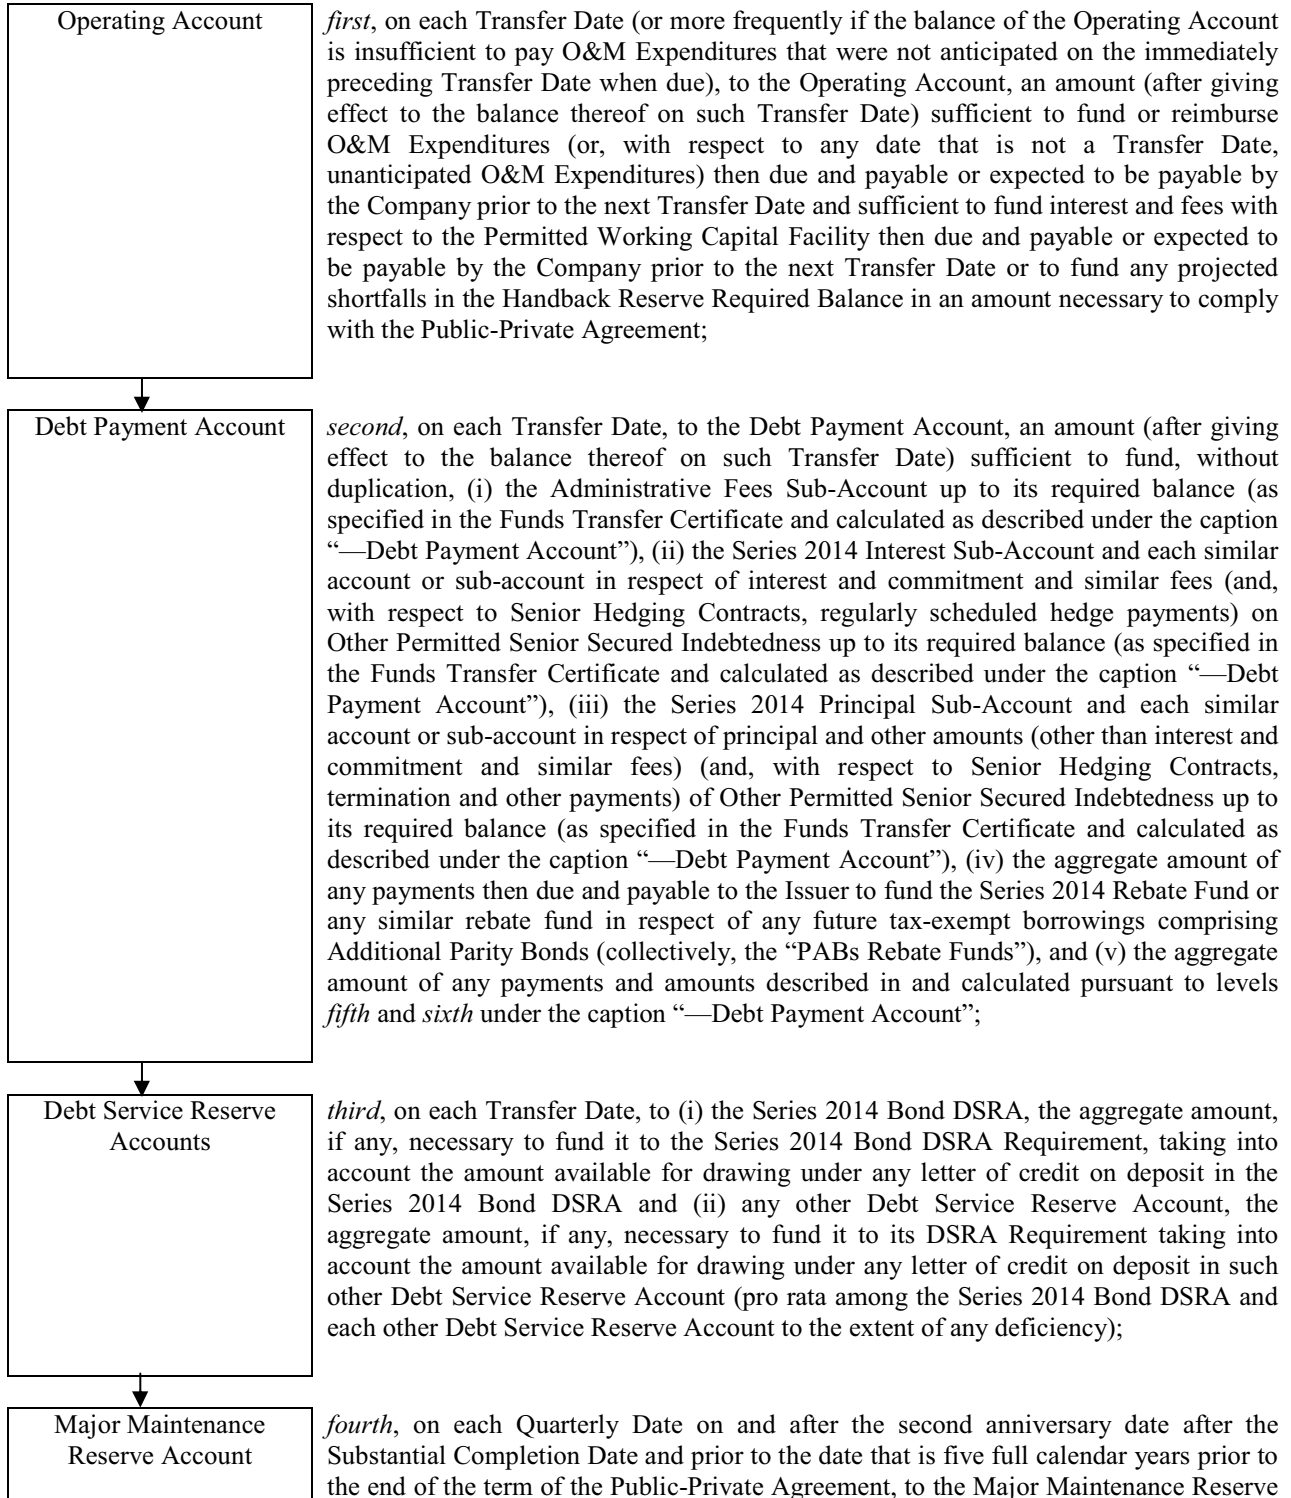 Operating Account
first, on each Transfer Date (or more frequently if the balance of the Operating Account
is insufficient to pay O&M Expenditures that were not anticipated on the immediately
preceding Transfer Date when due), to the Operating Account, an amount (after giving
effect to the balance thereof on such Transfer Date) sufficient to fund or reimburse
O&M Expenditures (or, with respect to any date that is not a Transfer Date,
unanticipated O&M Expenditures) then due and payable or expected to be payable by
the Company prior to the next Transfer Date and sufficient to fund interest and fees with
respect to the Permitted Working Capital Facility then due and payable or expected to
be payable by the Company prior to the next Transfer Date or to fund any projected
shortfalls in the Handback Reserve Required Balance in an amount necessary to comply
with the Public-Private Agreement;
Debt Payment Account
second, on each Transfer Date, to the Debt Payment Account, an amount (after giving
effect to the balance thereof on such Transfer Date) sufficient to fund, without
duplication, (i) the Administrative Fees Sub-Account up to its required balance (as
specified in the Funds Transfer Certificate and calculated as described under the caption
“—Debt Payment Account”), (ii) the Series 2014 Interest Sub-Account and each similar
account or sub-account in respect of interest and commitment and similar fees (and,
with respect to Senior Hedging Contracts, regularly scheduled hedge payments) on
Other Permitted Senior Secured Indebtedness up to its required balance (as specified in
the Funds Transfer Certificate and calculated as described under the caption “—Debt
Payment Account”), (iii) the Series 2014 Principal Sub-Account and each similar
account or sub-account in respect of principal and other amounts (other than interest and
commitment and similar fees) (and, with respect to Senior Hedging Contracts,
termination and other payments) of Other Permitted Senior Secured Indebtedness up to
its required balance (as specified in the Funds Transfer Certificate and calculated as
described under the caption “—Debt Payment Account”), (iv) the aggregate amount of
any payments then due and payable to the Issuer to fund the Series 2014 Rebate Fund or
any similar rebate fund in respect of any future tax-exempt borrowings comprising
Additional Parity Bonds (collectively, the “PABs Rebate Funds”), and (v) the aggregate
amount of any payments and amounts described in and calculated pursuant to levels
fifth and sixth under the caption “—Debt Payment Account”;
Debt Service Reserve
Accounts
third, on each Transfer Date, to (i) the Series 2014 Bond DSRA, the aggregate amount,
if any, necessary to fund it to the Series 2014 Bond DSRA Requirement, taking into
account the amount available for drawing under any letter of credit on deposit in the
Series 2014 Bond DSRA and (ii) any other Debt Service Reserve Account, the
aggregate amount, if any, necessary to fund it to its DSRA Requirement taking into
account the amount available for drawing under any letter of credit on deposit in such
other Debt Service Reserve Account (pro rata among the Series 2014 Bond DSRA and
each other Debt Service Reserve Account to the extent of any deficiency);
Major Maintenance
Reserve Account
fourth, on each Quarterly Date on and after the second anniversary date after the
Substantial Completion Date and prior to the date that is five full calendar years prior to
the end of the term of the Public-Private Agreement, to the Major Maintenance Reserve